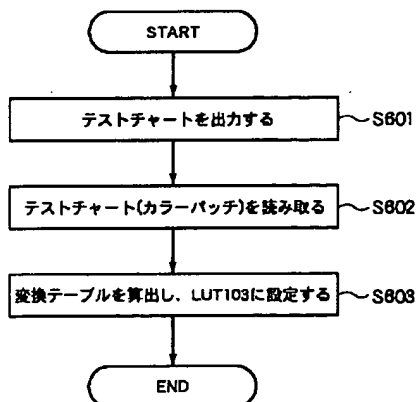 START
テストチャートを出力する
S601
テストチャート(カラーパッチ)を読み取る
S602
変換テーブルを算出し、LUT103に設定する
S603
END